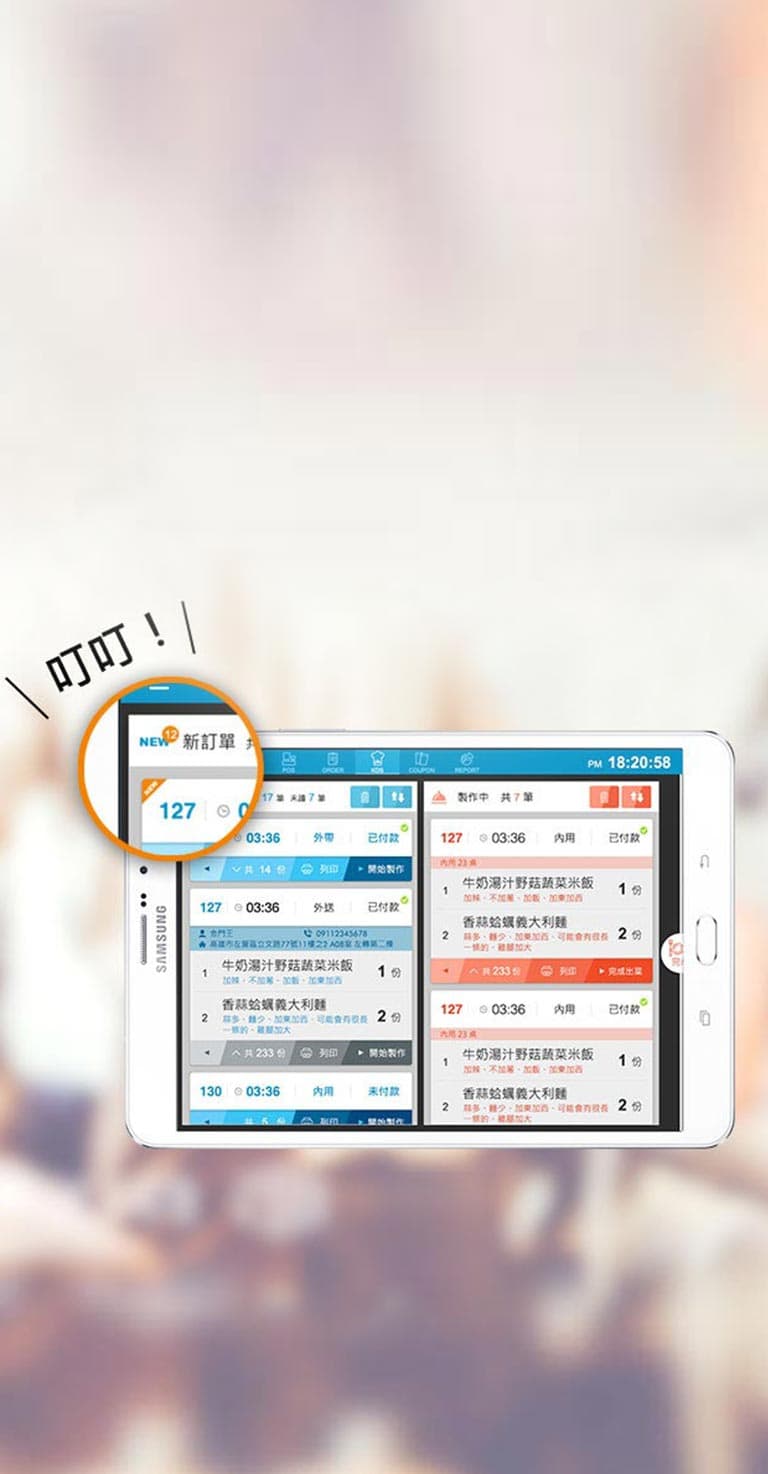 叮叮！
NEW 12 新訂單 共
127
POS ORDER KDS COUPON REPORT
PM 18:20:58
17 筆 未讀 7 筆
03:36 外帶 已付款
共 14 份 列印 開始製作
127 03:36 外送 已付款
金門王 09112345678
高雄市左營區立文路77號11樓之2 A08室 左轉第二棟
1 牛奶湯汁野菇蔬菜米飯 1 份
加辣、不加蔥、加飯、加東加西
2 香蒜蛤蠣義大利麵 2 份
蒜多、麵少、加東加西、可能會有很長
一條的、雞腿加大
共 233 份 列印 開始製作
130 03:36 內用 未付款
共 5 份 列印 開始製作
製作中 共 7 筆
127 03:36 內用 已付款
內用 23 桌
1 牛奶湯汁野菇蔬菜米飯 1 份
加辣、不加蔥、加飯、加東加西
2 香蒜蛤蠣義大利麵 2 份
蒜多、麵少、加東加西、可能會有很長
一條的、雞腿加大
共 233 份 列印 完成出菜
127 03:36 內用 已付款
內用 23 桌
1 牛奶湯汁野菇蔬菜米飯 1 份
加辣、不加蔥、加飯、加東加西
2 香蒜蛤蠣義大利麵 2 份
蒜多、麵少、加東加西、可能會有很長
一條的、雞腿加大
SAMSUNG